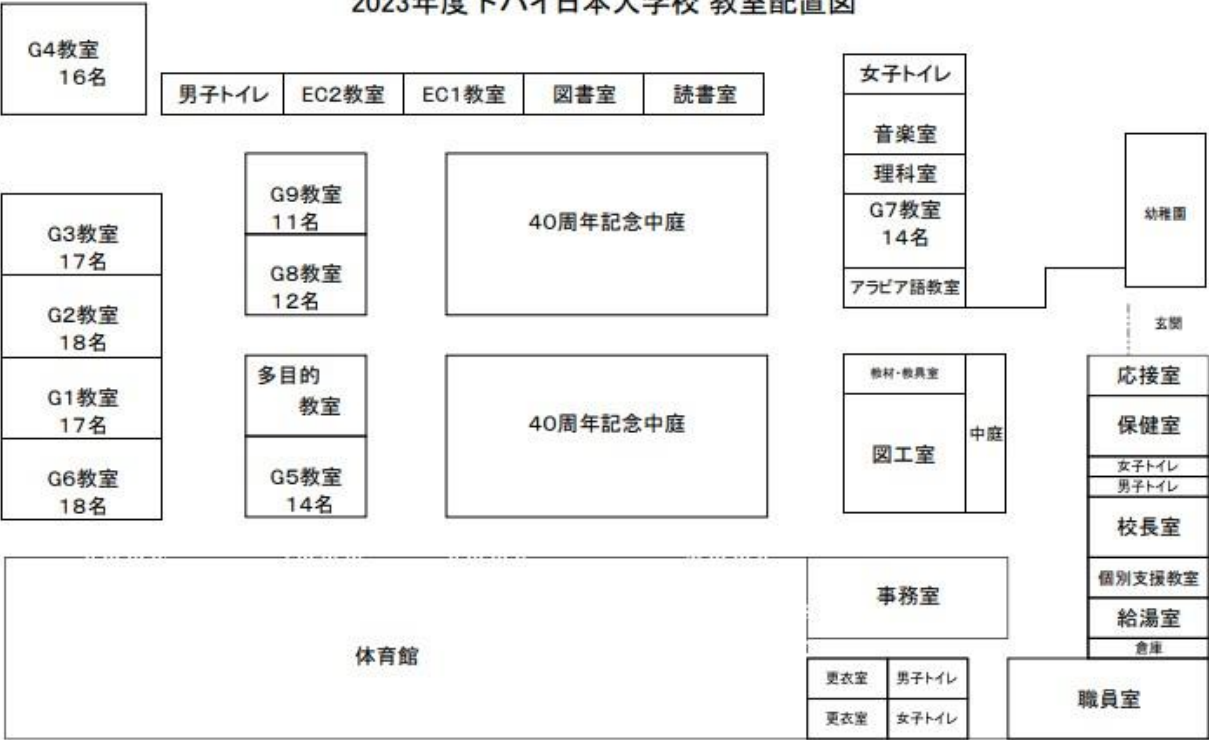 2023年度 ドバイ日本人学校 教室配置図
G4教室
16名
男子トイレ
EC2教室
EC1教室
図書室
読書室
女子トイレ
音楽室
理科室
G7教室
14名
アラビア語教室
幼稚園
玄関
G9教室
11名
G8教室
12名
40周年記念中庭
G3教室
17名
G2教室
18名
G1教室
17名
G6教室
18名
多目的
教室
G5教室
14名
40周年記念中庭
教材・教具室
図工室
中庭
応接室
保健室
女子トイレ
男子トイレ
校長室
個別支援教室
給湯室
倉庫
職員室
体育館
事務室
更衣室
男子トイレ
更衣室
女子トイレ